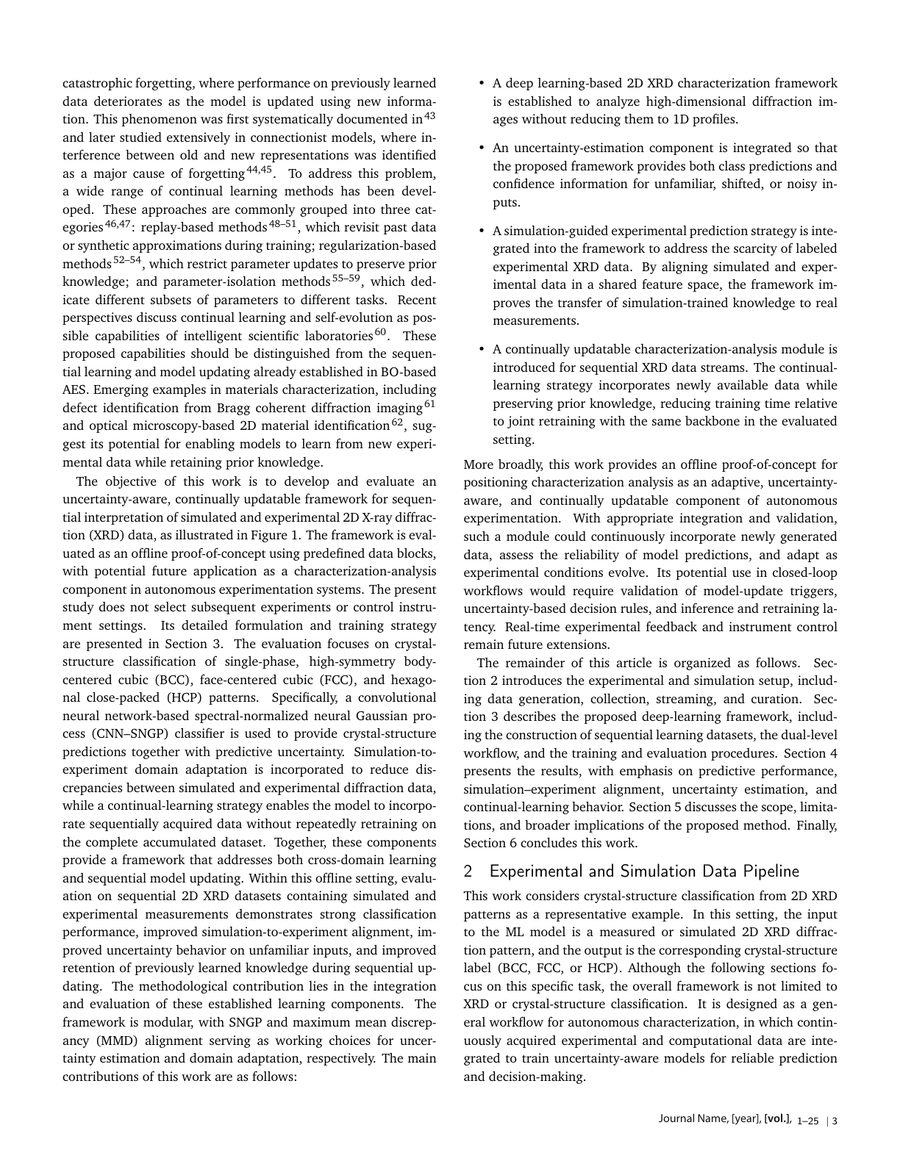 catastrophic forgetting, where performance on previously learned
data deteriorates as the model is updated using new informa-
tion. This phenomenon was first systematically documented in 43
and later studied extensively in connectionist models, where in-
terference between old and new representations was identified
as a major cause of forgetting 44,45. To address this problem,
a wide range of continual learning methods has been devel-
oped. These approaches are commonly grouped into three cat-
egories 46,47: replay-based methods 48–51, which revisit past data
or synthetic approximations during training; regularization-based
methods 52–54, which restrict parameter updates to preserve prior
knowledge; and parameter-isolation methods 55–59, which ded-
icate different subsets of parameters to different tasks. Recent
perspectives discuss continual learning and self-evolution as pos-
sible capabilities of intelligent scientific laboratories 60. These
proposed capabilities should be distinguished from the sequen-
tial learning and model updating already established in BO-based
AES. Emerging examples in materials characterization, including
defect identification from Bragg coherent diffraction imaging 61
and optical microscopy-based 2D material identification 62, sug-
gest its potential for enabling models to learn from new experi-
mental data while retaining prior knowledge.
The objective of this work is to develop and evaluate an
uncertainty-aware, continually updatable framework for sequen-
tial interpretation of simulated and experimental 2D X-ray diffrac-
tion (XRD) data, as illustrated in Figure 1. The framework is eval-
uated as an offline proof-of-concept using predefined data blocks,
with potential future application as a characterization-analysis
component in autonomous experimentation systems. The present
study does not select subsequent experiments or control instru-
ment settings. Its detailed formulation and training strategy
are presented in Section 3. The evaluation focuses on crystal-
structure classification of single-phase, high-symmetry body-
centered cubic (BCC), face-centered cubic (FCC), and hexago-
nal close-packed (HCP) patterns. Specifically, a convolutional
neural network-based spectral-normalized neural Gaussian pro-
cess (CNN–SNGP) classifier is used to provide crystal-structure
predictions together with predictive uncertainty. Simulation-to-
experiment domain adaptation is incorporated to reduce dis-
crepancies between simulated and experimental diffraction data,
while a continual-learning strategy enables the model to incorpo-
rate sequentially acquired data without repeatedly retraining on
the complete accumulated dataset. Together, these components
provide a framework that addresses both cross-domain learning
and sequential model updating. Within this offline setting, evalu-
ation on sequential 2D XRD datasets containing simulated and
experimental measurements demonstrates strong classification
performance, improved simulation-to-experiment alignment, im-
proved uncertainty behavior on unfamiliar inputs, and improved
retention of previously learned knowledge during sequential up-
dating. The methodological contribution lies in the integration
and evaluation of these established learning components. The
framework is modular, with SNGP and maximum mean discrep-
ancy (MMD) alignment serving as working choices for uncer-
tainty estimation and domain adaptation, respectively. The main
contributions of this work are as follows:
• A deep learning-based 2D XRD characterization framework
is established to analyze high-dimensional diffraction im-
ages without reducing them to 1D profiles.
• An uncertainty-estimation component is integrated so that
the proposed framework provides both class predictions and
confidence information for unfamiliar, shifted, or noisy in-
puts.
• A simulation-guided experimental prediction strategy is inte-
grated into the framework to address the scarcity of labeled
experimental XRD data. By aligning simulated and exper-
imental data in a shared feature space, the framework im-
proves the transfer of simulation-trained knowledge to real
measurements.
• A continually updatable characterization-analysis module is
introduced for sequential XRD data streams. The continual-
learning strategy incorporates newly available data while
preserving prior knowledge, reducing training time relative
to joint retraining with the same backbone in the evaluated
setting.
More broadly, this work provides an offline proof-of-concept for
positioning characterization analysis as an adaptive, uncertainty-
aware, and continually updatable component of autonomous
experimentation. With appropriate integration and validation,
such a module could continuously incorporate newly generated
data, assess the reliability of model predictions, and adapt as
experimental conditions evolve. Its potential use in closed-loop
workflows would require validation of model-update triggers,
uncertainty-based decision rules, and inference and retraining la-
tency. Real-time experimental feedback and instrument control
remain future extensions.
The remainder of this article is organized as follows. Sec-
tion 2 introduces the experimental and simulation setup, includ-
ing data generation, collection, streaming, and curation. Sec-
tion 3 describes the proposed deep-learning framework, includ-
ing the construction of sequential learning datasets, the dual-level
workflow, and the training and evaluation procedures. Section 4
presents the results, with emphasis on predictive performance,
simulation–experiment alignment, uncertainty estimation, and
continual-learning behavior. Section 5 discusses the scope, limita-
tions, and broader implications of the proposed method. Finally,
Section 6 concludes this work.
2 Experimental and Simulation Data Pipeline
This work considers crystal-structure classification from 2D XRD
patterns as a representative example. In this setting, the input
to the ML model is a measured or simulated 2D XRD diffrac-
tion pattern, and the output is the corresponding crystal-structure
label (BCC, FCC, or HCP). Although the following sections fo-
cus on this specific task, the overall framework is not limited to
XRD or crystal-structure classification. It is designed as a gen-
eral workflow for autonomous characterization, in which contin-
uously acquired experimental and computational data are inte-
grated to train uncertainty-aware models for reliable prediction
and decision-making.
Journal Name, [year], [vol.], 1–25 | 3